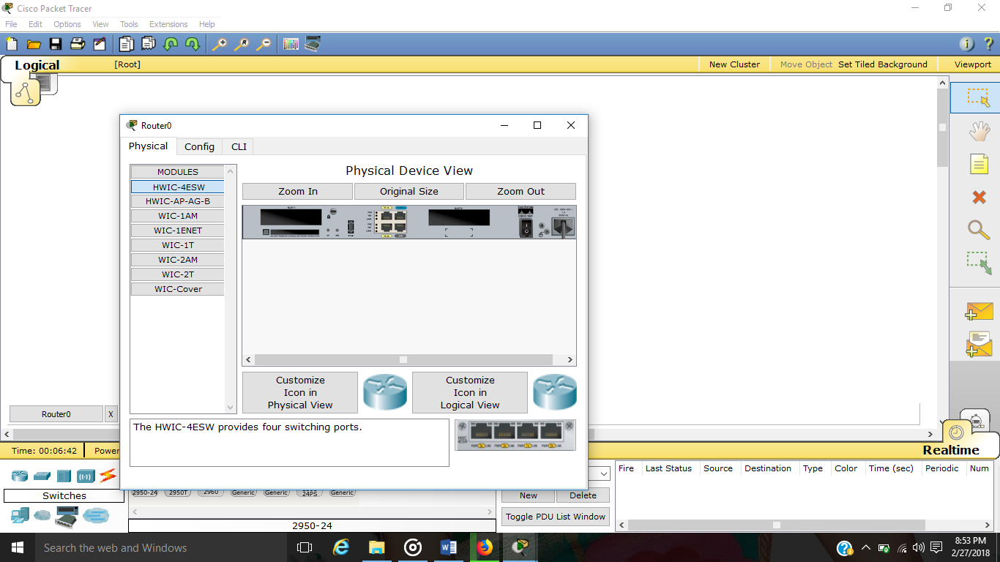 Cisco Packet Tracer
File Edit Options View Tools Extensions Help
Logical [Root] New Cluster Move Object Set Tiled Background Viewport
Router0
Physical Config CLI
MODULES
HWIC-4ESW
HWIC-AP-AG-B
WIC-1AM
WIC-1ENET
WIC-1T
WIC-2AM
WIC-2T
WIC-Cover
Physical Device View
Zoom In Original Size Zoom Out
Customize
Icon in
Physical View
Customize
Icon in
Logical View
The HWIC-4ESW provides four switching ports.
Router0 X
Time: 00:06:42 Power
Realtime
Switches
2950-24 2950T 2960 Generic Generic 24PS Generic
2950-24
New Delete
Toggle PDU List Window
Fire Last Status Source Destination Type Color Time (sec) Periodic Num
Search the web and Windows
8:53 PM
2/27/2018